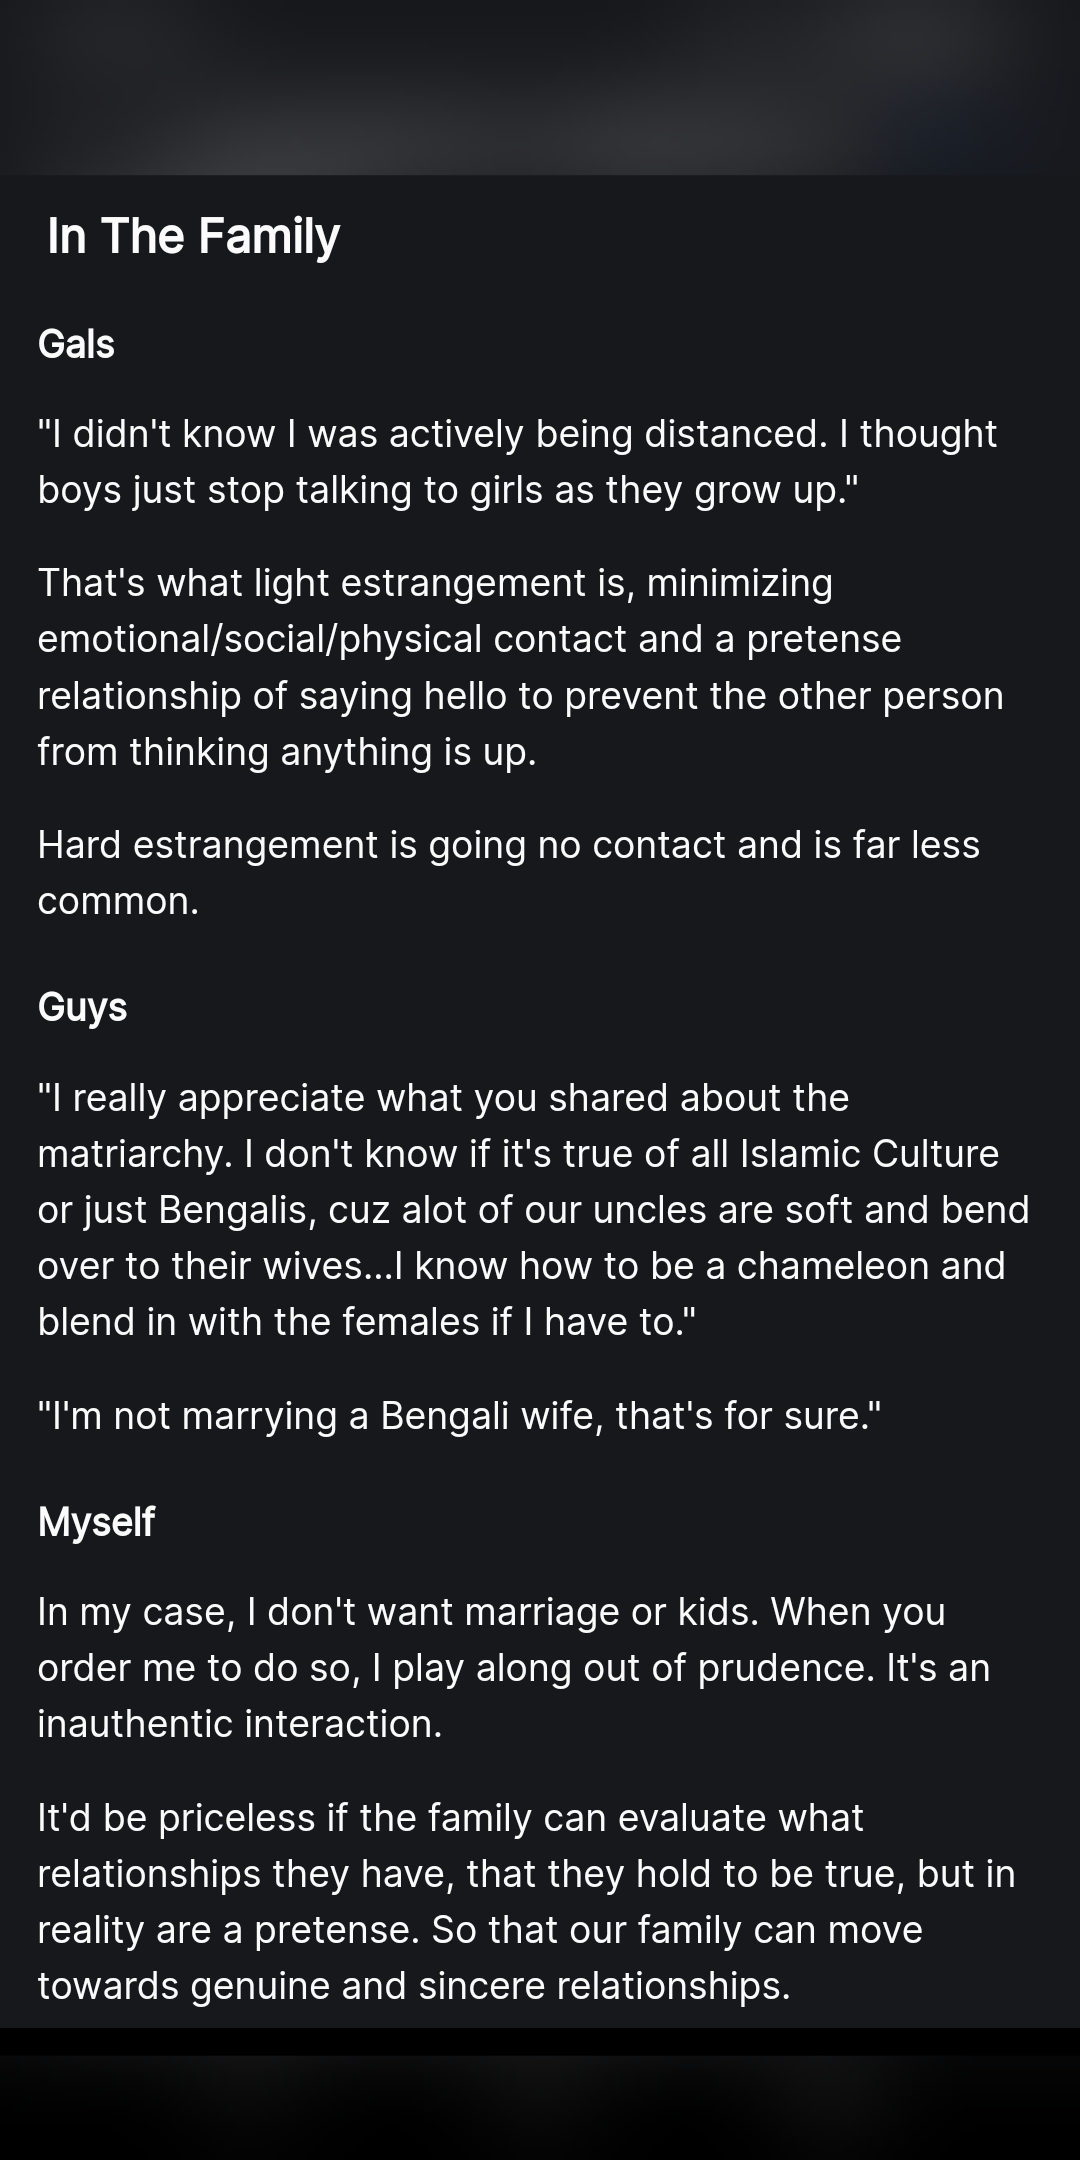 In The Family
Gals
"I didn't know I was actively being distanced. I thought
boys just stop talking to girls as they grow up."
That's what light estrangement is, minimizing
emotional/social/physical contact and a pretense
relationship of saying hello to prevent the other person
from thinking anything is up.
Hard estrangement is going no contact and is far less
common.
Guys
"I really appreciate what you shared about the
matriarchy. I don't know if it's true of all Islamic Culture
or just Bengalis, cuz alot of our uncles are soft and bend
over to their wives...I know how to be a chameleon and
blend in with the females if I have to."
"I'm not marrying a Bengali wife, that's for sure."
Myself
In my case, I don't want marriage or kids. When you
order me to do so, I play along out of prudence. It's an
inauthentic interaction.
It'd be priceless if the family can evaluate what
relationships they have, that they hold to be true, but in
reality are a pretense. So that our family can move
towards genuine and sincere relationships.